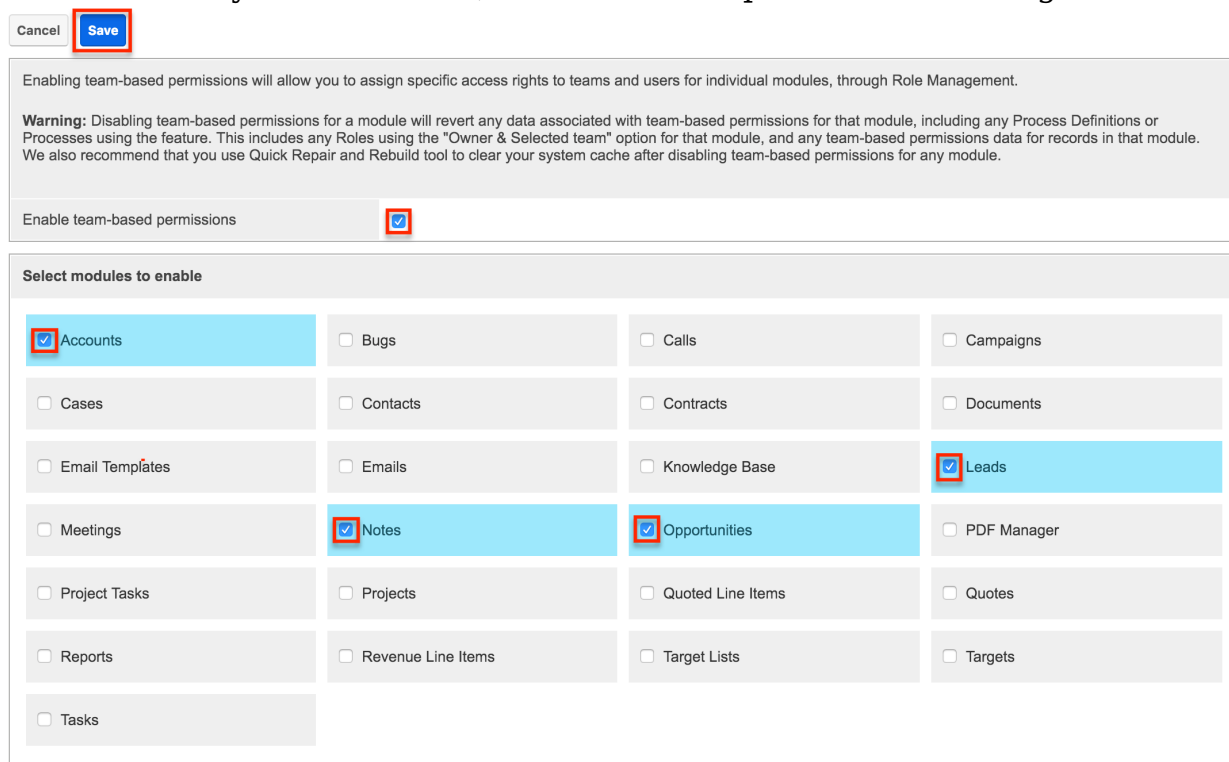 Cancel Save
Enabling team-based permissions will allow you to assign specific access rights to teams and users for individual modules, through Role Management.
Warning: Disabling team-based permissions for a module will revert any data associated with team-based permissions for that module, including any Process Definitions or
Processes using the feature. This includes any Roles using the "Owner & Selected team" option for that module, and any team-based permissions data for records in that module.
We also recommend that you use Quick Repair and Rebuild tool to clear your system cache after disabling team-based permissions for any module.
Enable team-based permissions
Select modules to enable
Accounts Bugs Calls Campaigns
Cases Contacts Contracts Documents
Email Templates Emails Knowledge Base Leads
Meetings Notes Opportunities PDF Manager
Project Tasks Projects Quoted Line Items Quotes
Reports Revenue Line Items Target Lists Targets
Tasks